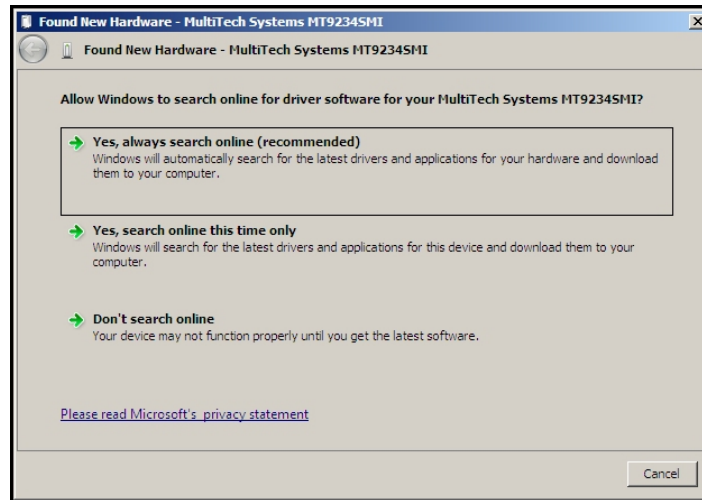 Found New Hardware - MultiTech Systems MT9234SMI
Found New Hardware - MultiTech Systems MT9234SMI
Allow Windows to search online for driver software for your MultiTech Systems MT9234SMI?
Yes, always search online (recommended)
Windows will automatically search for the latest drivers and applications for your hardware and download
them to your computer.
Yes, search online this time only
Windows will search for the latest drivers and applications for this device and download them to your
computer.
Don't search online
Your device may not function properly until you get the latest software.
Please read Microsoft's privacy statement
Cancel